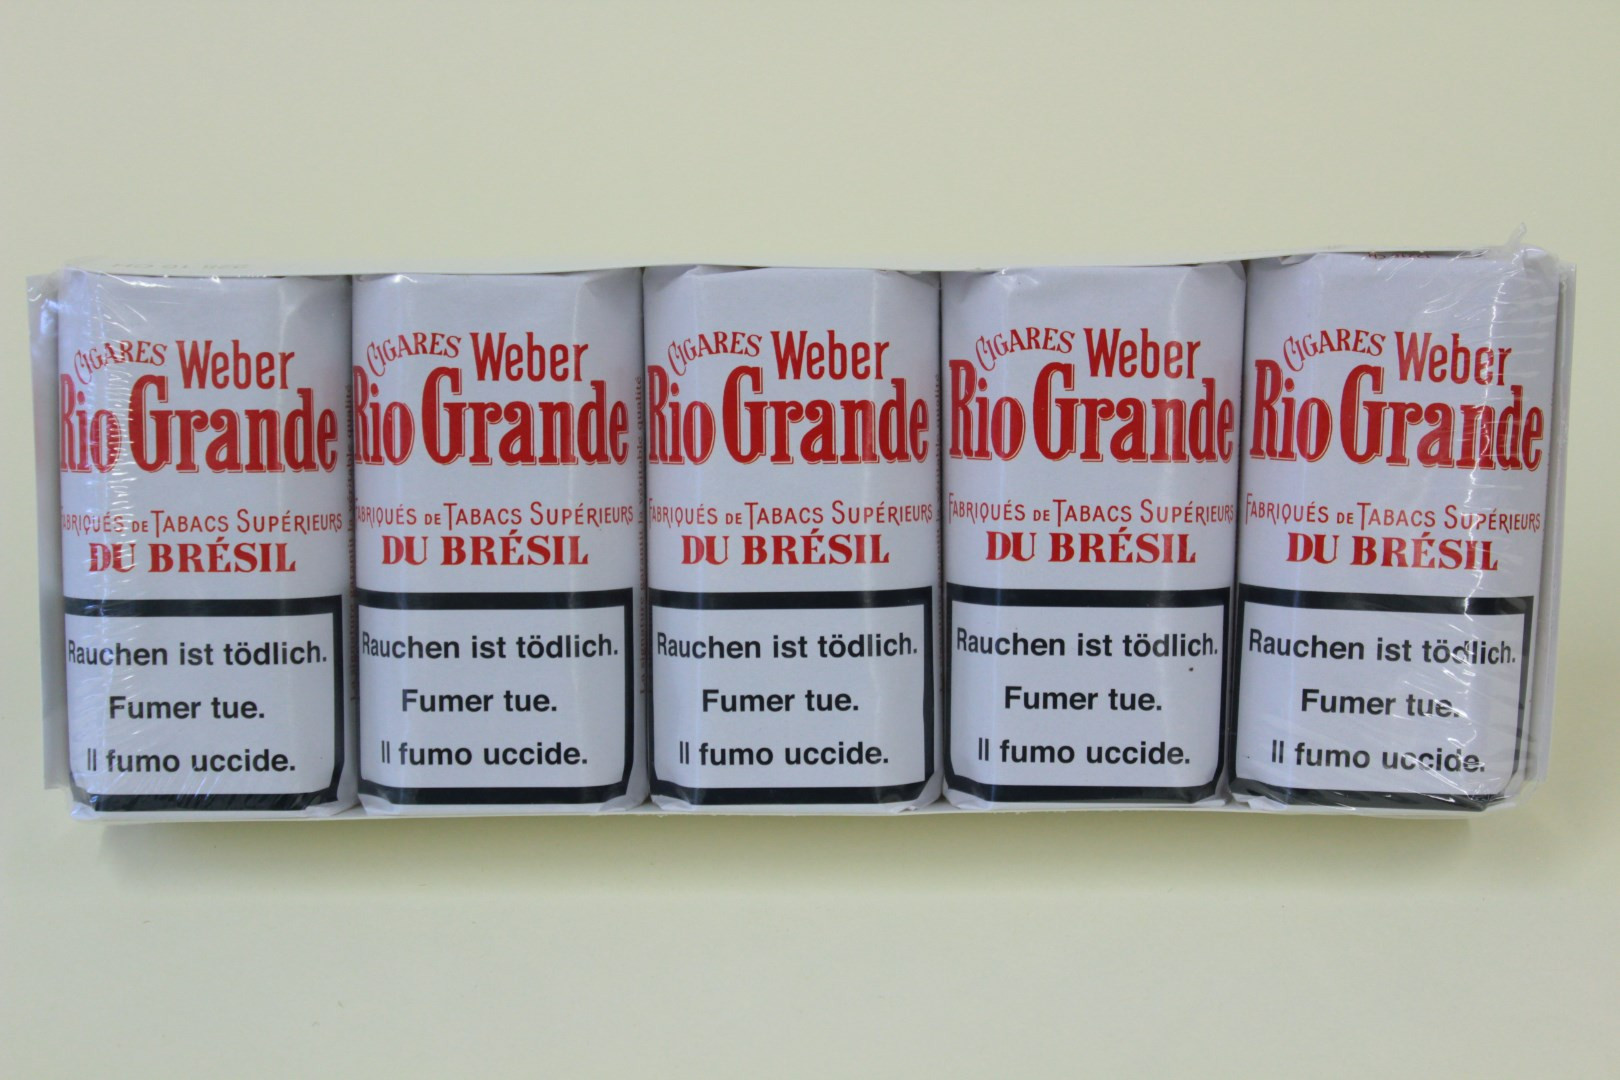 CIGARES Weber
Rio Grande
FABRIQUÉS DE TABACS SUPÉRIEURS
DU BRÉSIL
Rauchen ist tödlich.
Fumer tue.
Il fumo uccide.
CIGARES Weber
Rio Grande
FABRIQUÉS DE TABACS SUPÉRIEURS
DU BRÉSIL
Rauchen ist tödlich.
Fumer tue.
Il fumo uccide.
CIGARES Weber
Rio Grande
FABRIQUÉS DE TABACS SUPÉRIEURS
DU BRÉSIL
Rauchen ist tödlich.
Fumer tue.
Il fumo uccide.
CIGARES Weber
Rio Grande
FABRIQUÉS DE TABACS SUPÉRIEURS
DU BRÉSIL
Rauchen ist tödlich.
Fumer tue.
Il fumo uccide.
CIGARES Weber
Rio Grande
FABRIQUÉS DE TABACS SUPÉRIEURS
DU BRÉSIL
Rauchen ist tödlich.
Fumer tue.
Il fumo uccide.